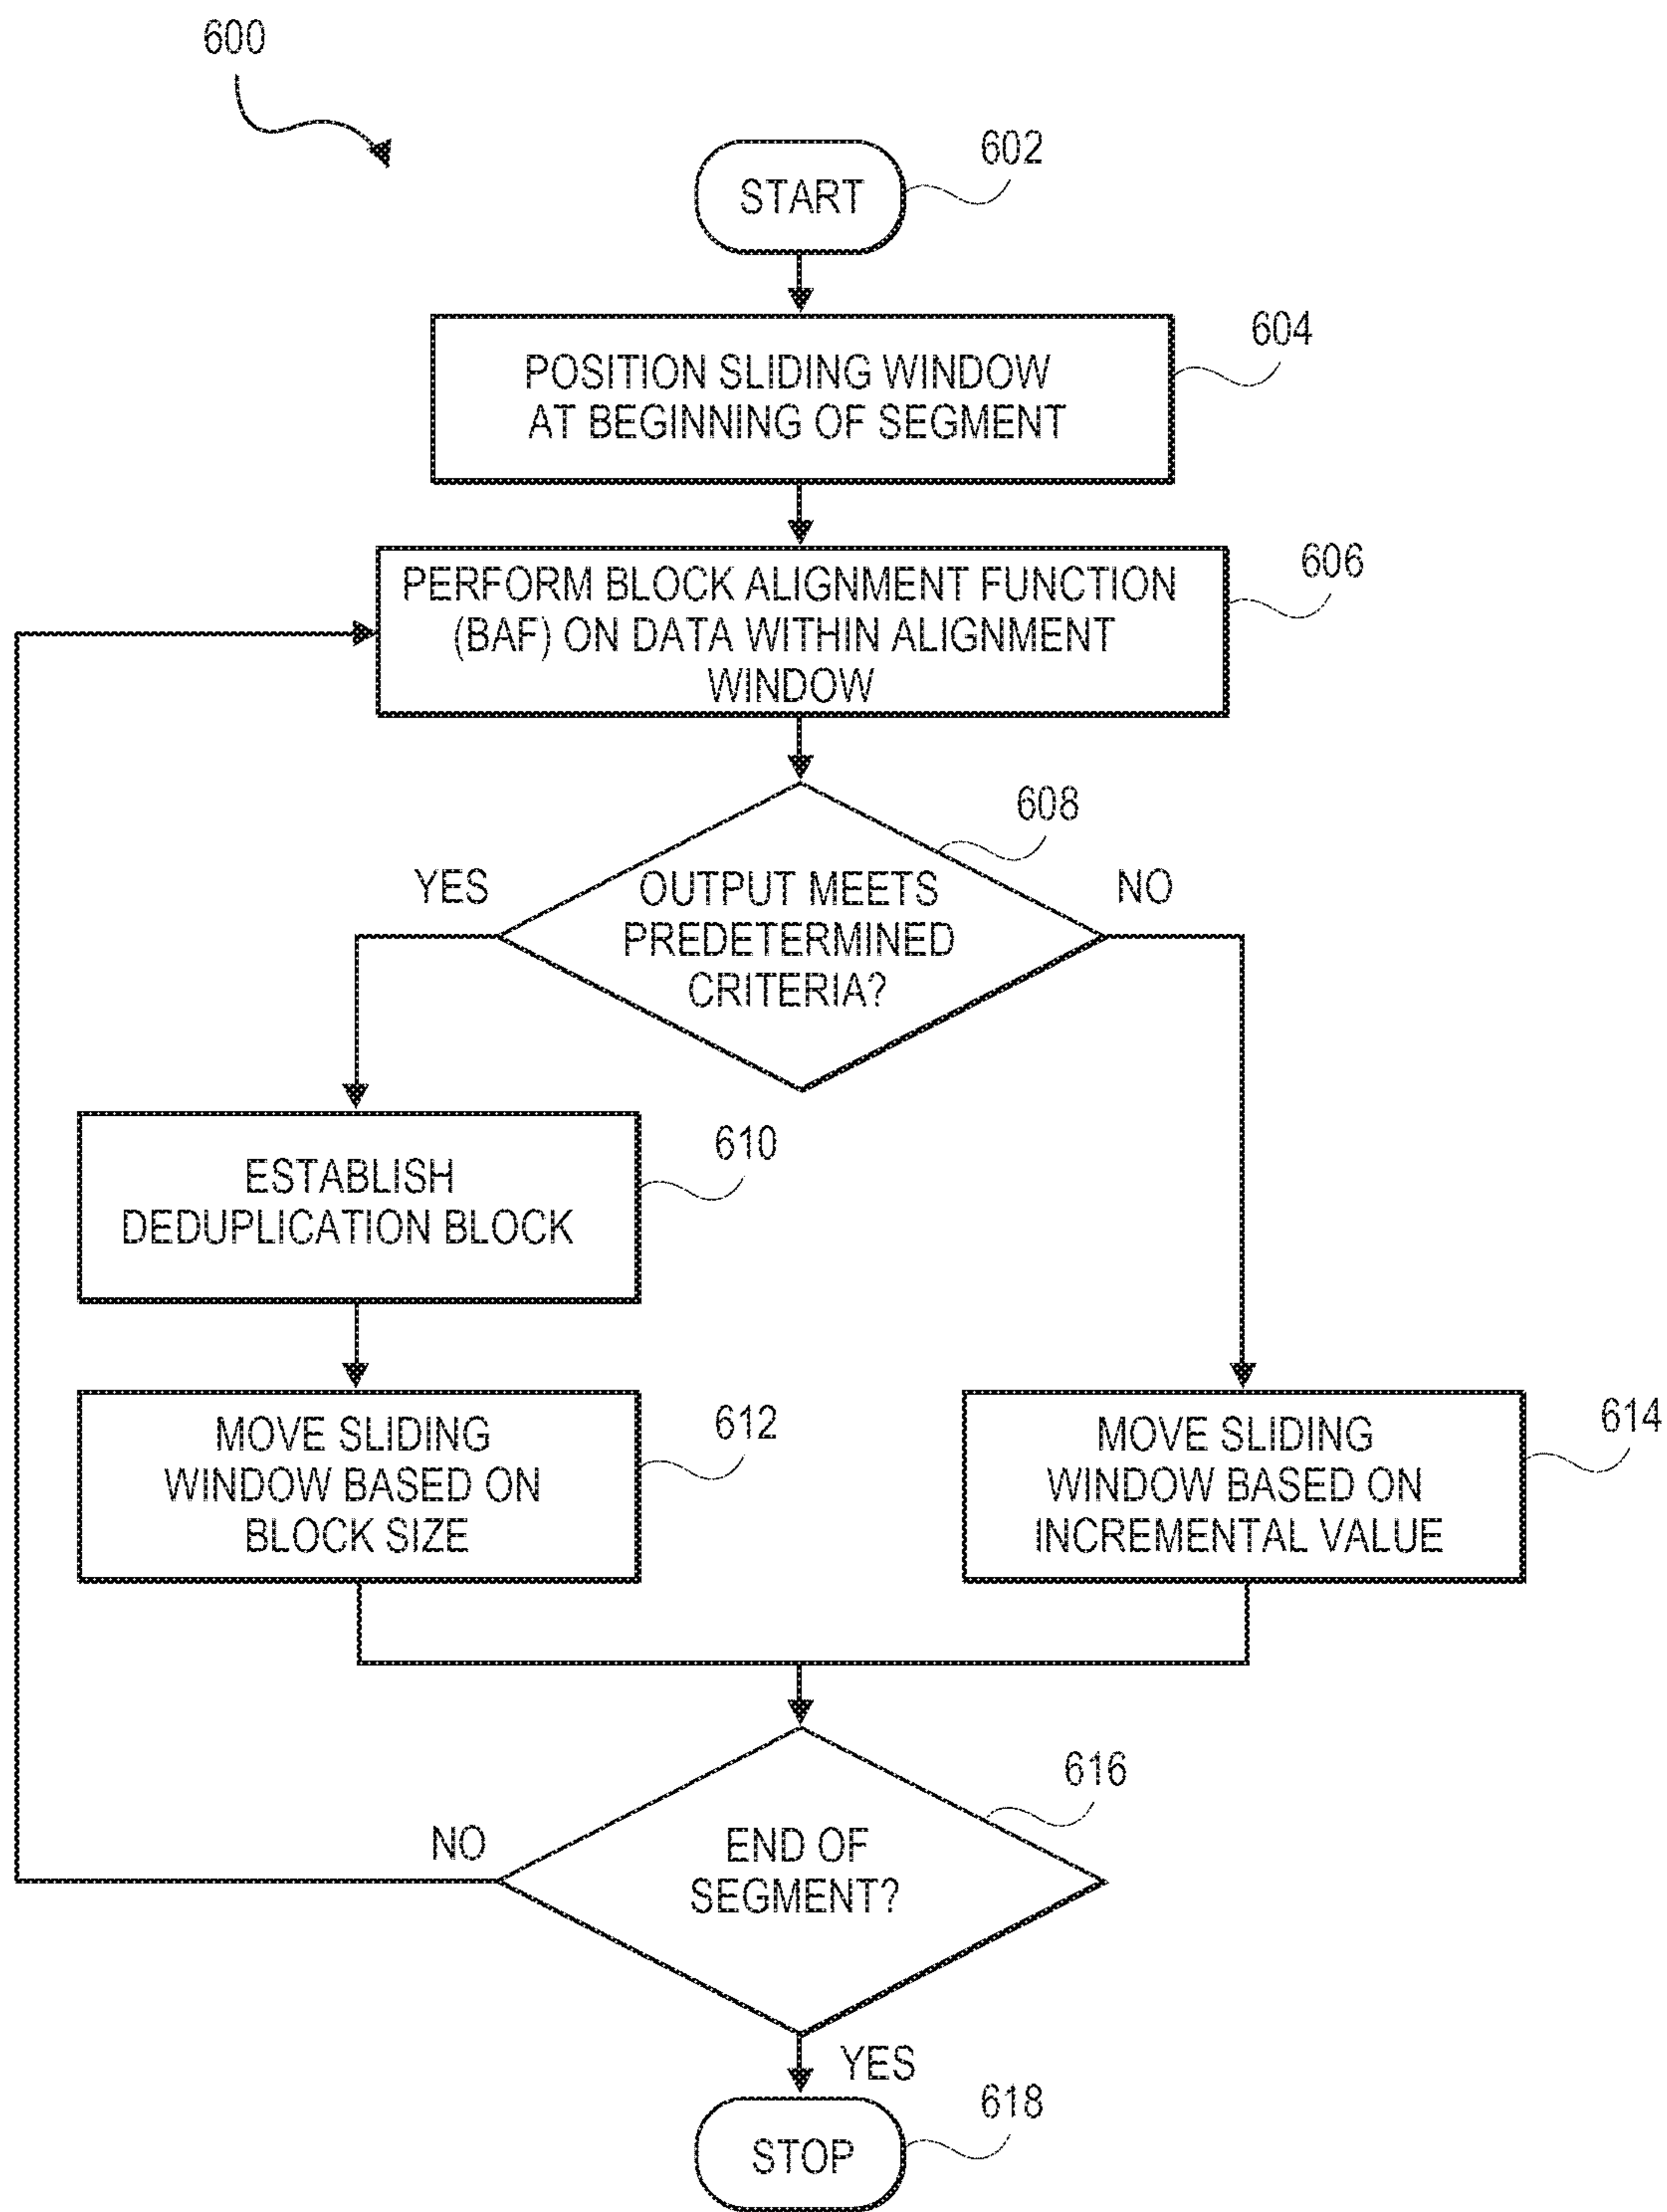 600
START
602
POSITION SLIDING WINDOW
AT BEGINNING OF SEGMENT
604
PERFORM BLOCK ALIGNMENT FUNCTION
(BAF) ON DATA WITHIN ALIGNMENT
WINDOW
606
608
YES
OUTPUT MEETS
PREDETERMINED
CRITERIA?
NO
ESTABLISH
DEDUPLICATION BLOCK
610
MOVE SLIDING
WINDOW BASED ON
BLOCK SIZE
612
MOVE SLIDING
WINDOW BASED ON
INCREMENTAL VALUE
614
616
NO
END OF
SEGMENT?
YES
STOP
618